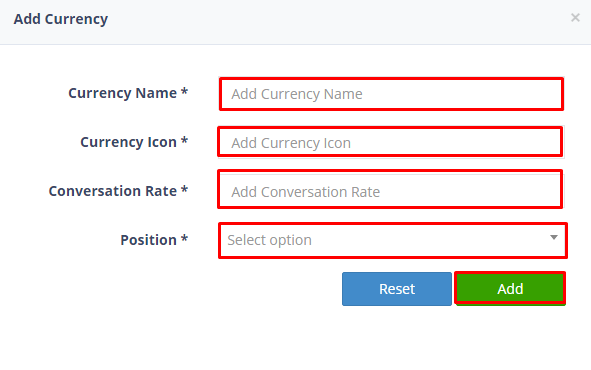 Add Currency ×
Currency Name * Add Currency Name
Currency Icon * Add Currency Icon
Conversation Rate * Add Conversation Rate
Position * Select option
Reset Add